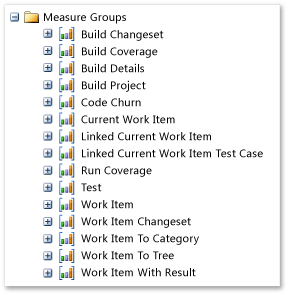 Measure Groups
Build Changeset
Build Coverage
Build Details
Build Project
Code Churn
Current Work Item
Linked Current Work Item
Linked Current Work Item Test Case
Run Coverage
Test
Work Item
Work Item Changeset
Work Item To Category
Work Item To Tree
Work Item With Result